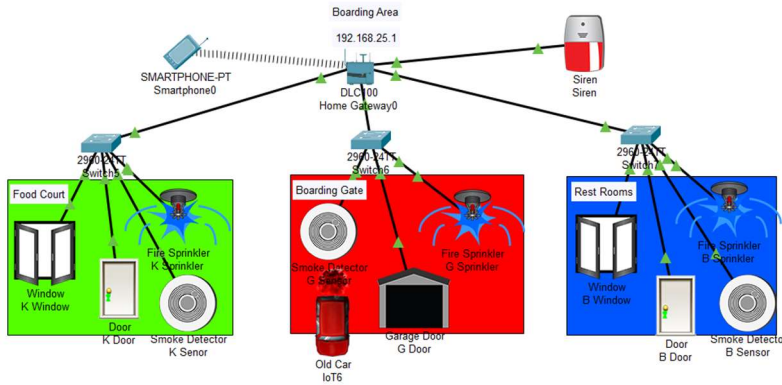 Boarding Area
192.168.25.1
SMARTPHONE-PT
Smartphone0
DLC100
Home Gateway0
Siren
Siren
2960-24TT
Switch5
2960-24TT
Switch6
2960-24TT
Switch7
Food Court
Fire Sprinkler
K Sprinkler
Window
K Window
Door
K Door
Smoke Detector
K Senor
Boarding Gate
Smoke Detector
G Sensor
Fire Sprinkler
G Sprinkler
Garage Door
G Door
Old Car
IoT6
Rest Rooms
Fire Sprinkler
B Sprinkler
Window
B Window
Door
B Door
Smoke Detector
B Sensor